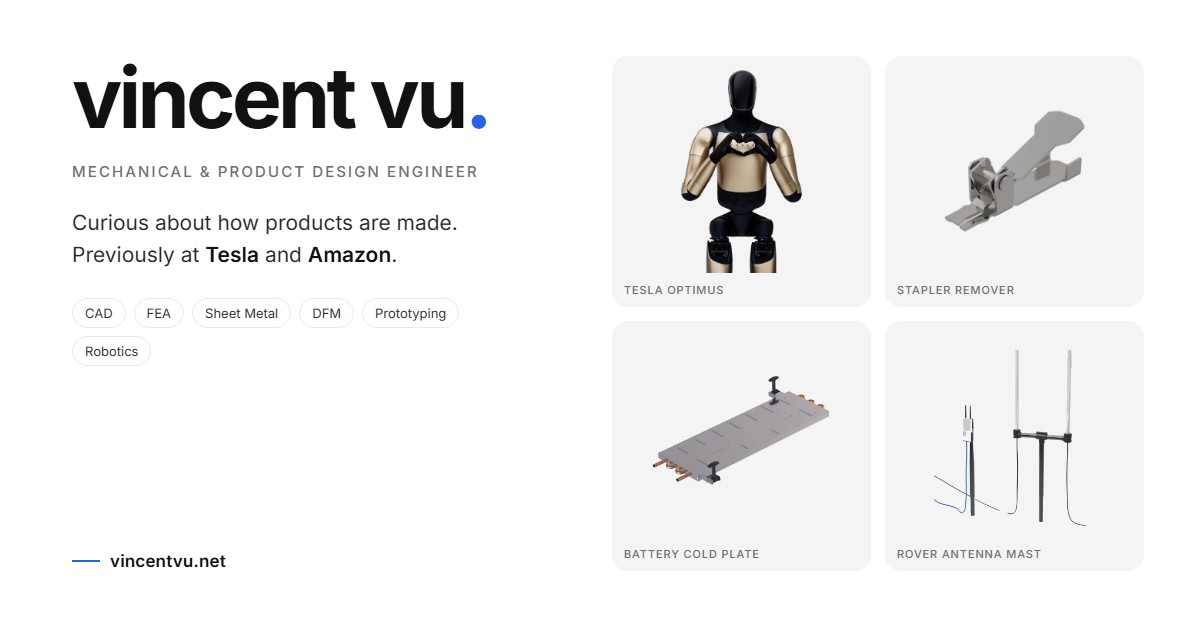 vincent vu.
MECHANICAL & PRODUCT DESIGN ENGINEER
Curious about how products are made.
Previously at Tesla and Amazon.
CAD FEA Sheet Metal DFM Prototyping
Robotics
vincentvu.net
TESLA OPTIMUS
STAPLER REMOVER
BATTERY COLD PLATE
ROVER ANTENNA MAST